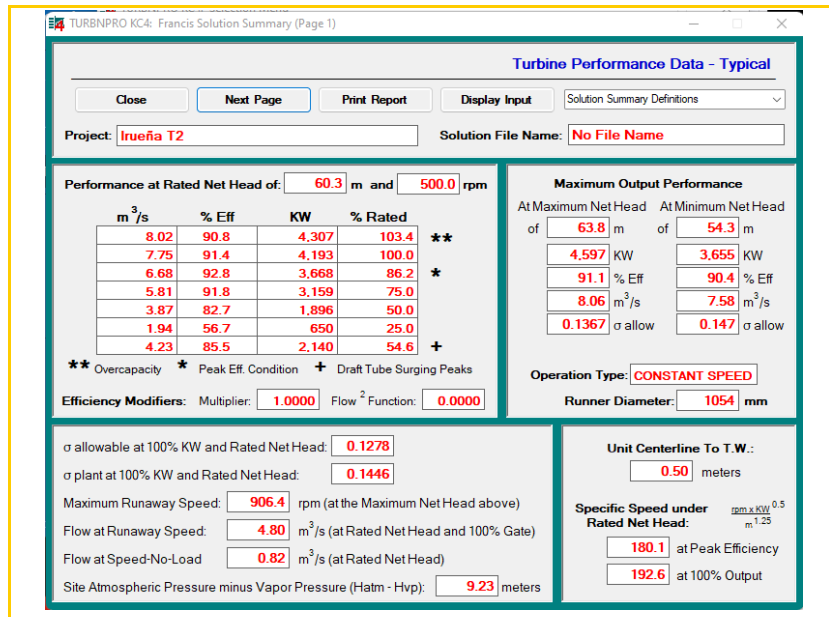 TURBNPRO KC4: Francis Solution Summary (Page 1)
Turbine Performance Data - Typical
Close Next Page Print Report Display Input Solution Summary Definitions
Project: Irueña T2 Solution File Name: No File Name
Performance at Rated Net Head of: 60.3 m and 500.0 rpm
m³/s % Eff KW % Rated
8.02 90.8 4,307 103.4 **
7.75 91.4 4,193 100.0
6.68 92.8 3,668 86.2 *
5.81 91.8 3,159 75.0
3.87 82.7 1,896 50.0
1.94 56.7 650 25.0
4.23 85.5 2,140 54.6 +
** Overcapacity * Peak Eff. Condition + Draft Tube Surging Peaks
Efficiency Modifiers: Multiplier: 1.0000 Flow ² Function: 0.0000
Maximum Output Performance
At Maximum Net Head At Minimum Net Head
of 63.8 m of 54.3 m
4,597 KW 3,655 KW
91.1 % Eff 90.4 % Eff
8.06 m³/s 7.58 m³/s
0.1367 σ allow 0.147 σ allow
Operation Type: CONSTANT SPEED
Runner Diameter: 1054 mm
σ allowable at 100% KW and Rated Net Head: 0.1278
σ plant at 100% KW and Rated Net Head: 0.1446
Maximum Runaway Speed: 906.4 rpm (at the Maximum Net Head above)
Flow at Runaway Speed: 4.80 m³/s (at Rated Net Head and 100% Gate)
Flow at Speed-No-Load 0.82 m³/s (at Rated Net Head)
Site Atmospheric Pressure minus Vapor Pressure (Hatm - Hvp): 9.23 meters
Unit Centerline To T.W.:
0.50 meters
Specific Speed under rpm x KW 0.5
Rated Net Head: m 1.25
180.1 at Peak Efficiency
192.6 at 100% Output